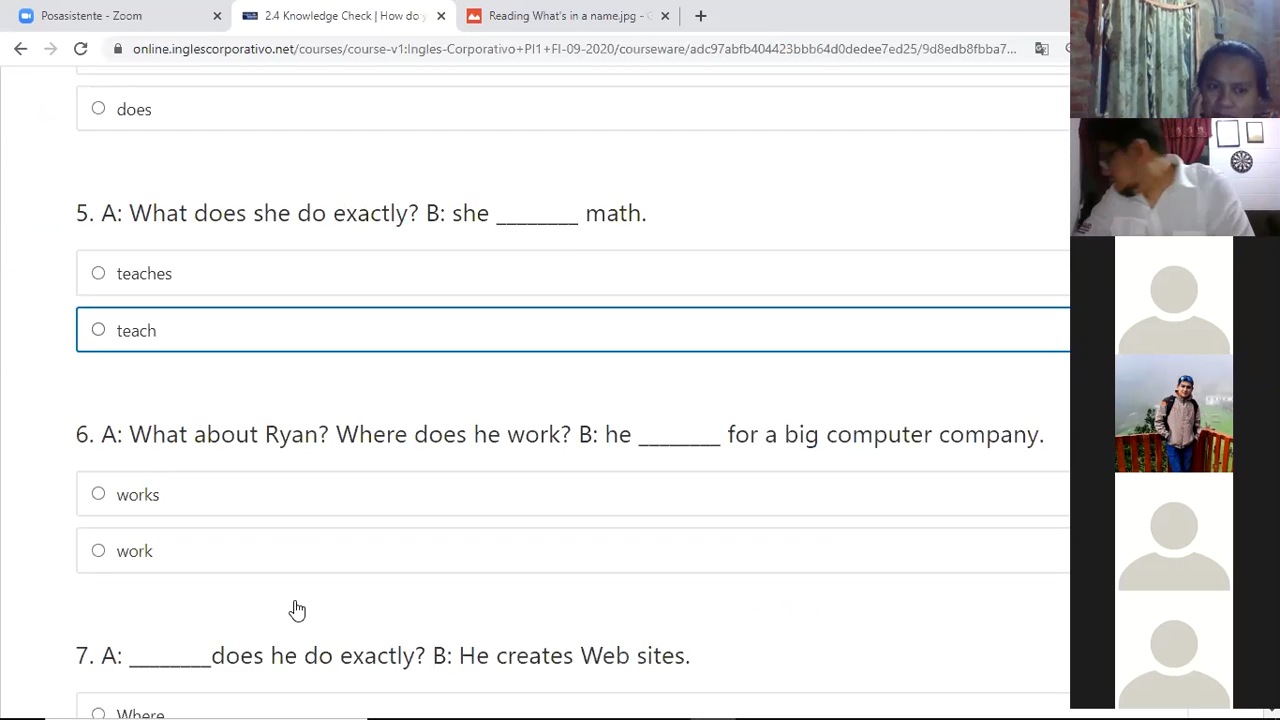 Posasistente - Zoom
2.4 Knowledge Check | How do y
Reading What's in a name.jpg - G
online.inglescorporativo.net/courses/course-v1:Ingles-Corporativo+PI1+FI-09-2020/courseware/adc97abfb404423bbb64d0dedee7ed25/9d8edb8fbba7...
does
5. A: What does she do exactly? B: she ________ math.
teaches
teach
6. A: What about Ryan? Where does he work? B: he ________ for a big computer company.
works
work
7. A: ________does he do exactly? B: He creates Web sites.
Where